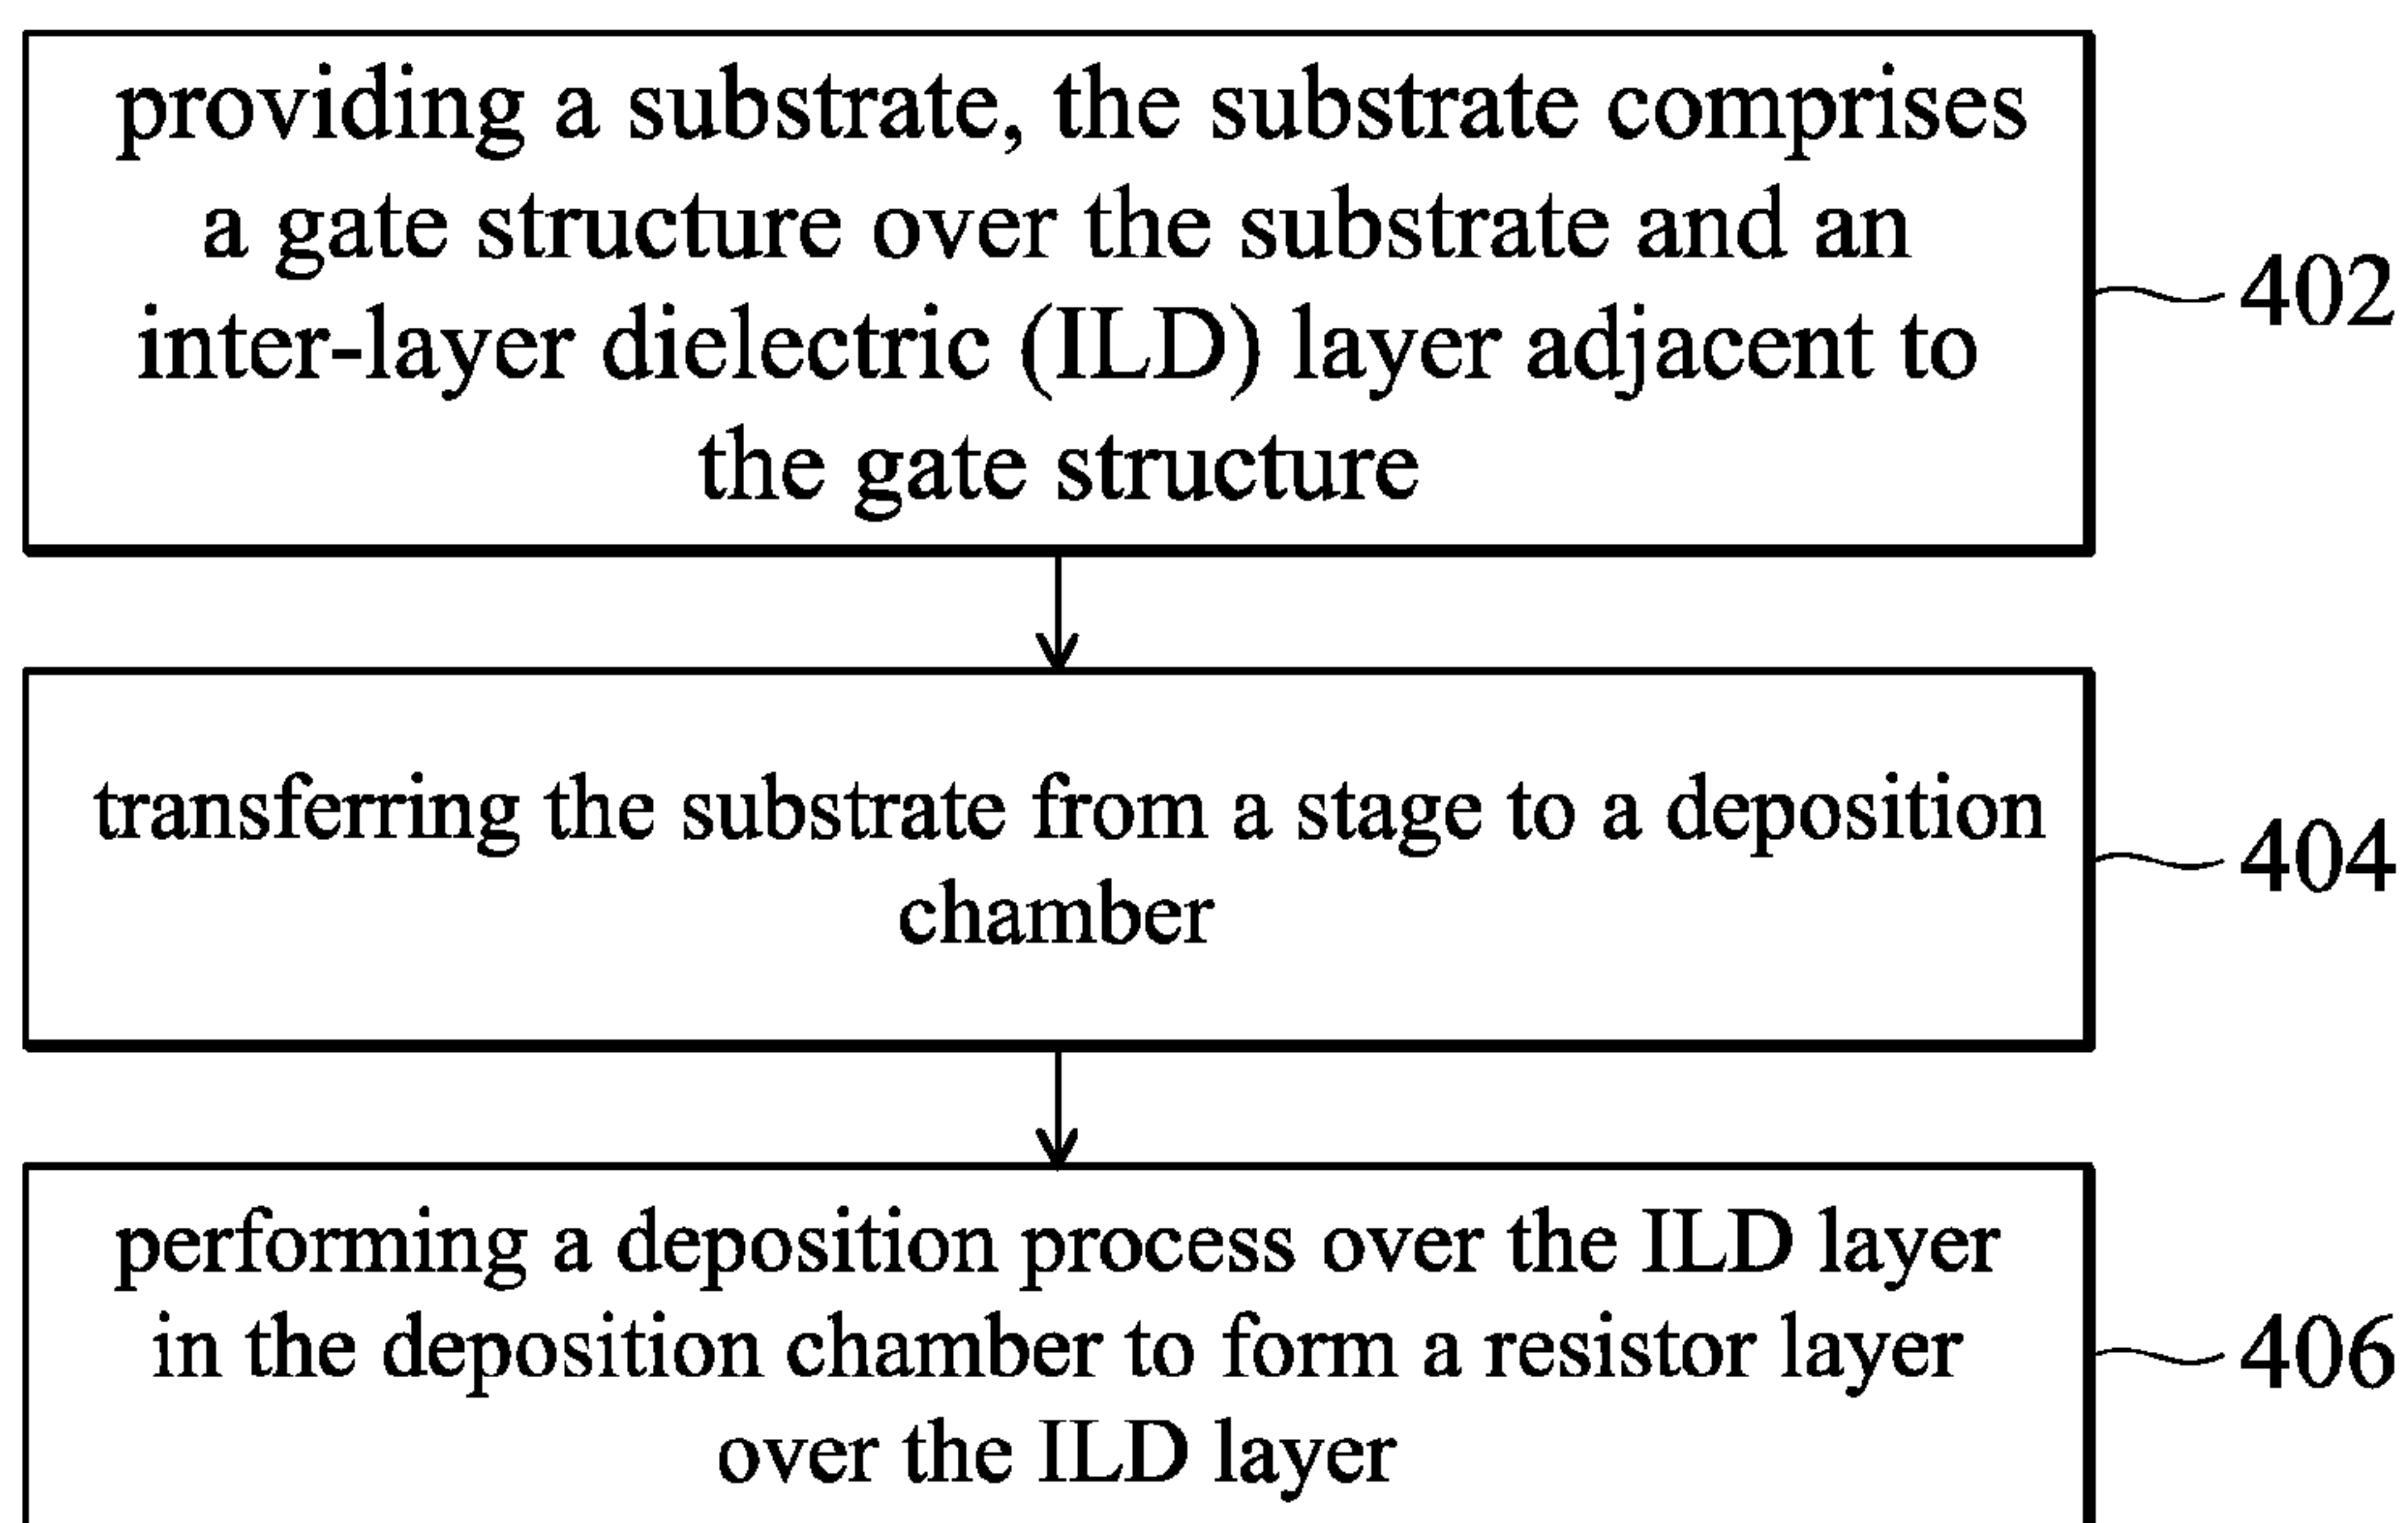 providing a substrate, the substrate comprises
a gate structure over the substrate and an
inter-layer dielectric (ILD) layer adjacent to
the gate structure
402
transferring the substrate from a stage to a deposition
chamber
404
performing a deposition process over the ILD layer
in the deposition chamber to form a resistor layer
over the ILD layer
406